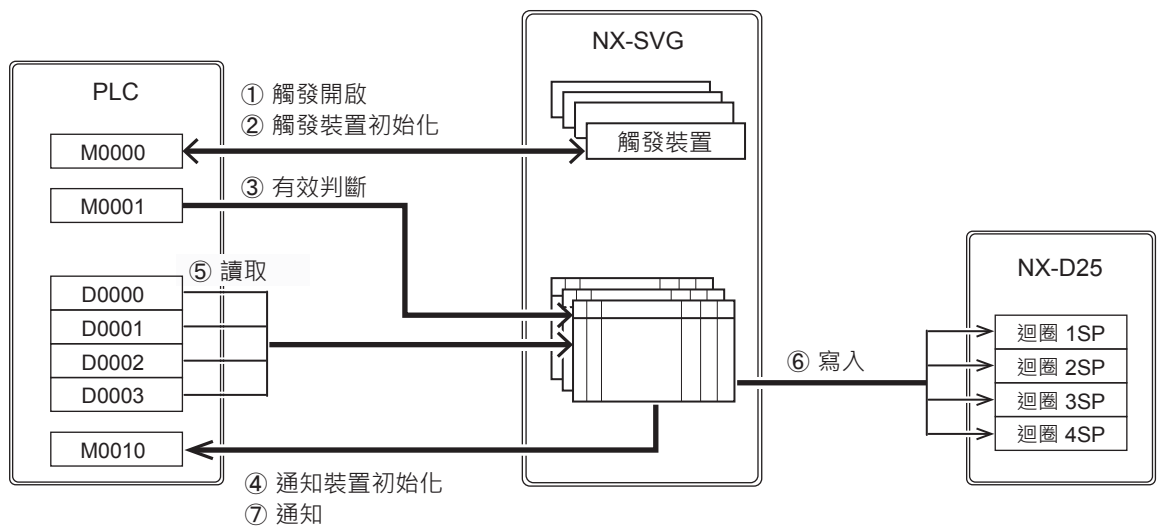 NX-SVG
PLC
① 觸發開啟
② 觸發裝置初始化
M0000
觸發裝置
③ 有效判斷
M0001
⑤ 讀取
NX-D25
D0000
D0001
D0002
D0003
⑥ 寫入
迴圈 1SP
迴圈 2SP
迴圈 3SP
迴圈 4SP
M0010
④ 通知裝置初始化
⑦ 通知